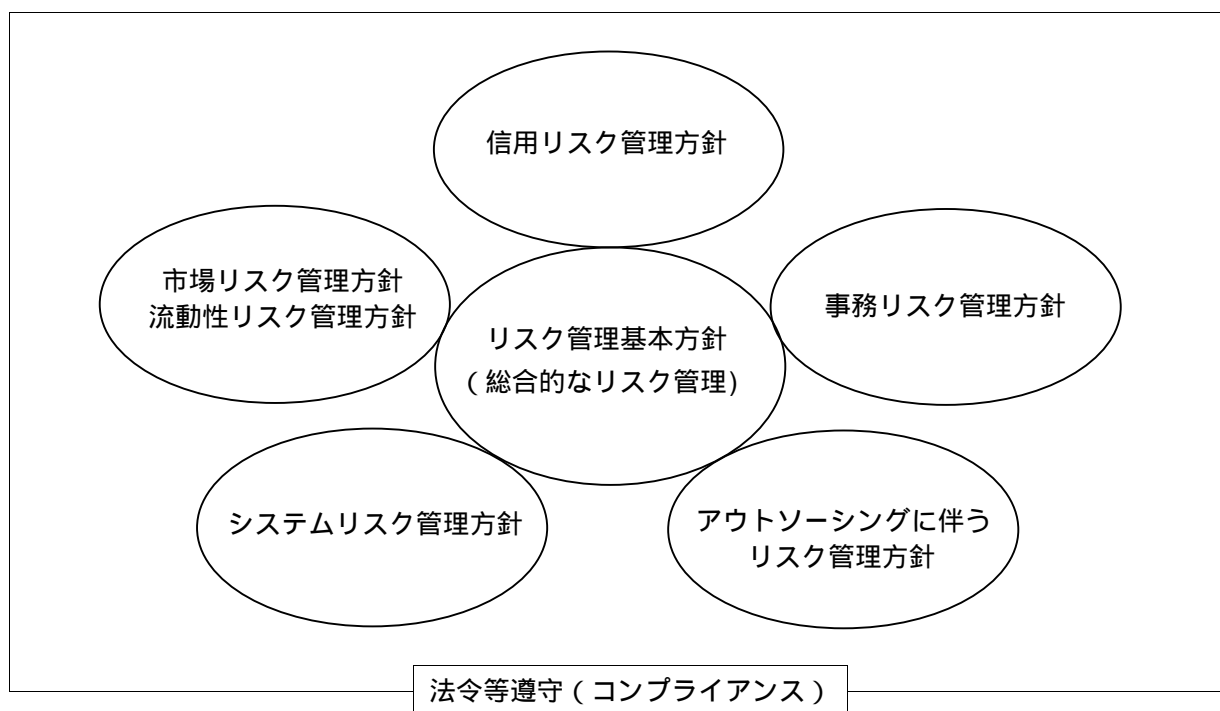 信用リスク管理方針
市場リスク管理方針
流動性リスク管理方針
事務リスク管理方針
リスク管理基本方針
(総合的なリスク管理)
システムリスク管理方針
アウトソーシングに伴う
リスク管理方針
法令等遵守(コンプライアンス)